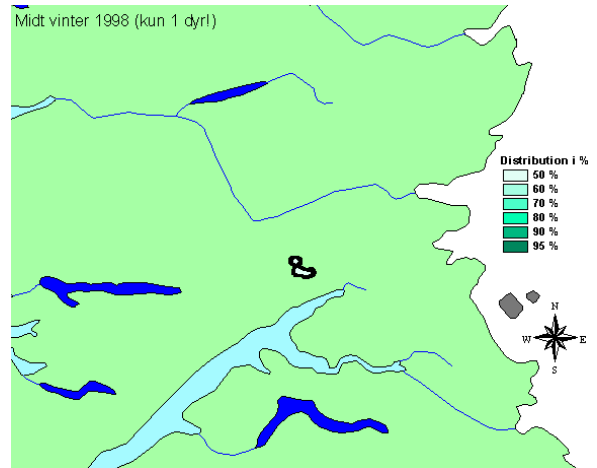 Midt vinter 1998 (kun 1 dyr!)
Distribution i %
50 %
60 %
70 %
80 %
90 %
95 %
N
W E
S